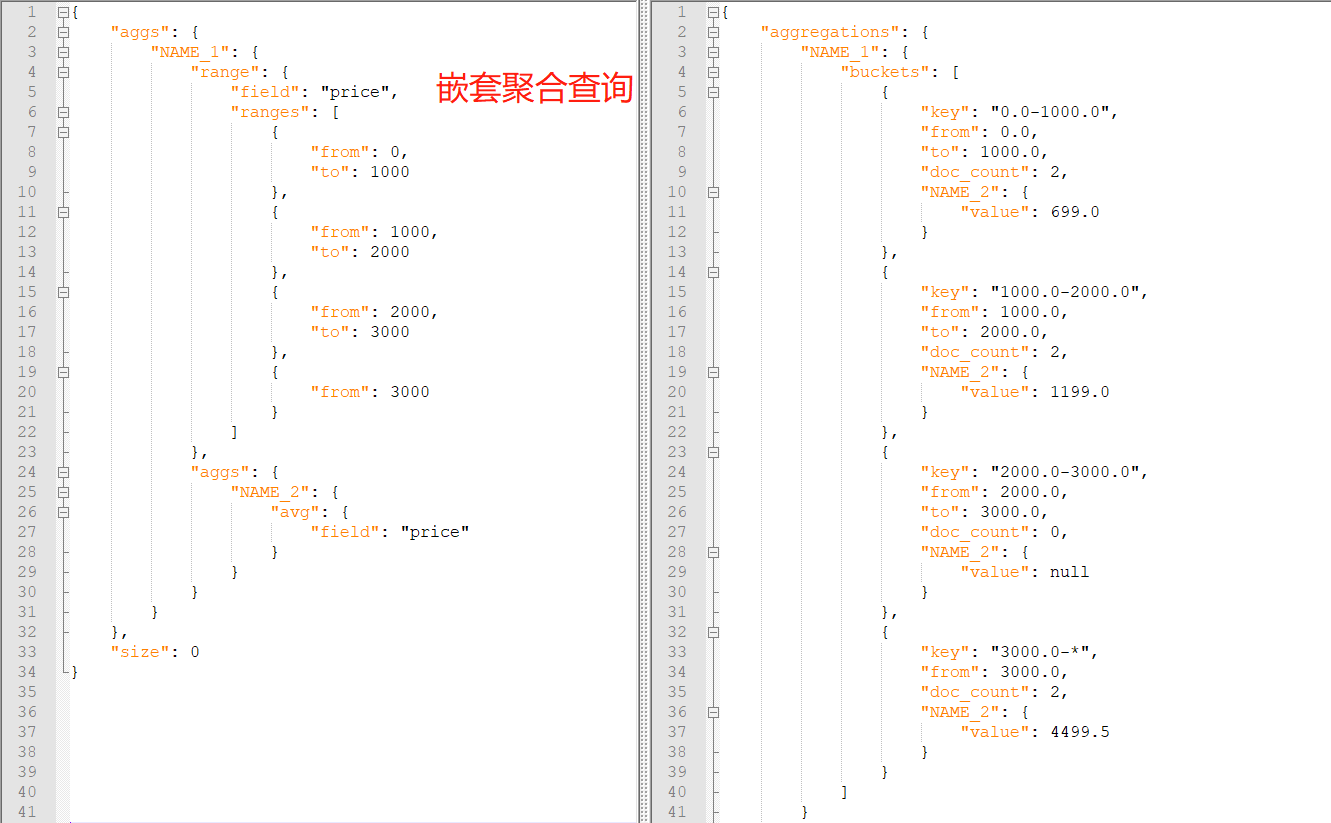 1 {
2 "aggs": {
3 "NAME_1": {
4 "range": {
5 "field": "price",
嵌套聚合查询
6 "ranges": [
7 {
8 "from": 0,
9 "to": 1000
10 },
11 {
12 "from": 1000,
13 "to": 2000
14 },
15 {
16 "from": 2000,
17 "to": 3000
18 },
19 {
20 "from": 3000
21 }
22 ]
23 },
24 "aggs": {
25 "NAME_2": {
26 "avg": {
27 "field": "price"
28 }
29 }
30 }
31 }
32 },
33 "size": 0
34 }
35
36
37
38
39
40
41
1 {
2 "aggregations": {
3 "NAME_1": {
4 "buckets": [
5 {
6 "key": "0.0-1000.0",
7 "from": 0.0,
8 "to": 1000.0,
9 "doc_count": 2,
10 "NAME_2": {
11 "value": 699.0
12 }
13 },
14 {
15 "key": "1000.0-2000.0",
16 "from": 1000.0,
17 "to": 2000.0,
18 "doc_count": 2,
19 "NAME_2": {
20 "value": 1199.0
21 }
22 },
23 {
24 "key": "2000.0-3000.0",
25 "from": 2000.0,
26 "to": 3000.0,
27 "doc_count": 0,
28 "NAME_2": {
29 "value": null
30 }
31 },
32 {
33 "key": "3000.0-*",
34 "from": 3000.0,
35 "doc_count": 2,
36 "NAME_2": {
37 "value": 4499.5
38 }
39 }
40 ]
41 }